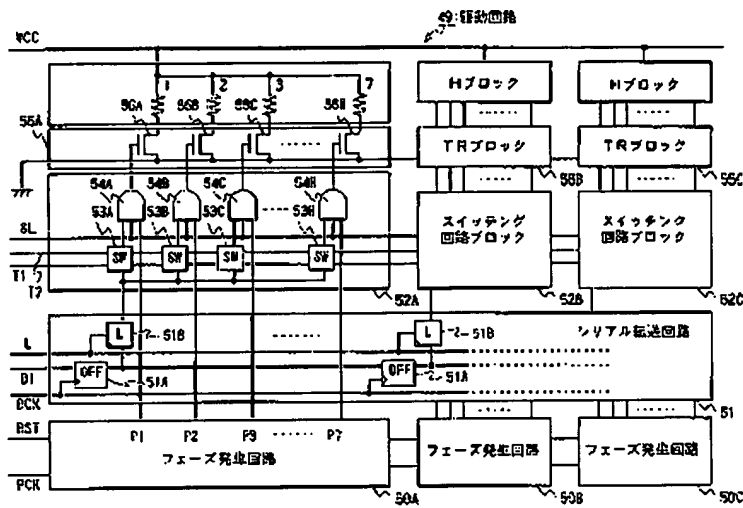 49:駆動回路
VCC
1 2 3 7
Hブロック Hブロック
56A 56B 56C 56H
55A
TRブロック TRブロック
55C
54A 54B 54C 54H
53A 53B 53C 53H
SL
SW SW SW SW
T1
T2
スイッチング
回路ブロック
スイッチング
回路ブロック
52A 52B 52C
L 51B L 51B シリアル転送回路
L
DI
DFF 51A DFF 51A
51
RST
P1 P2 P3 P7
フェーズ発生回路 フェーズ発生回路 フェーズ発生回路
PCK
50A 50B 50C